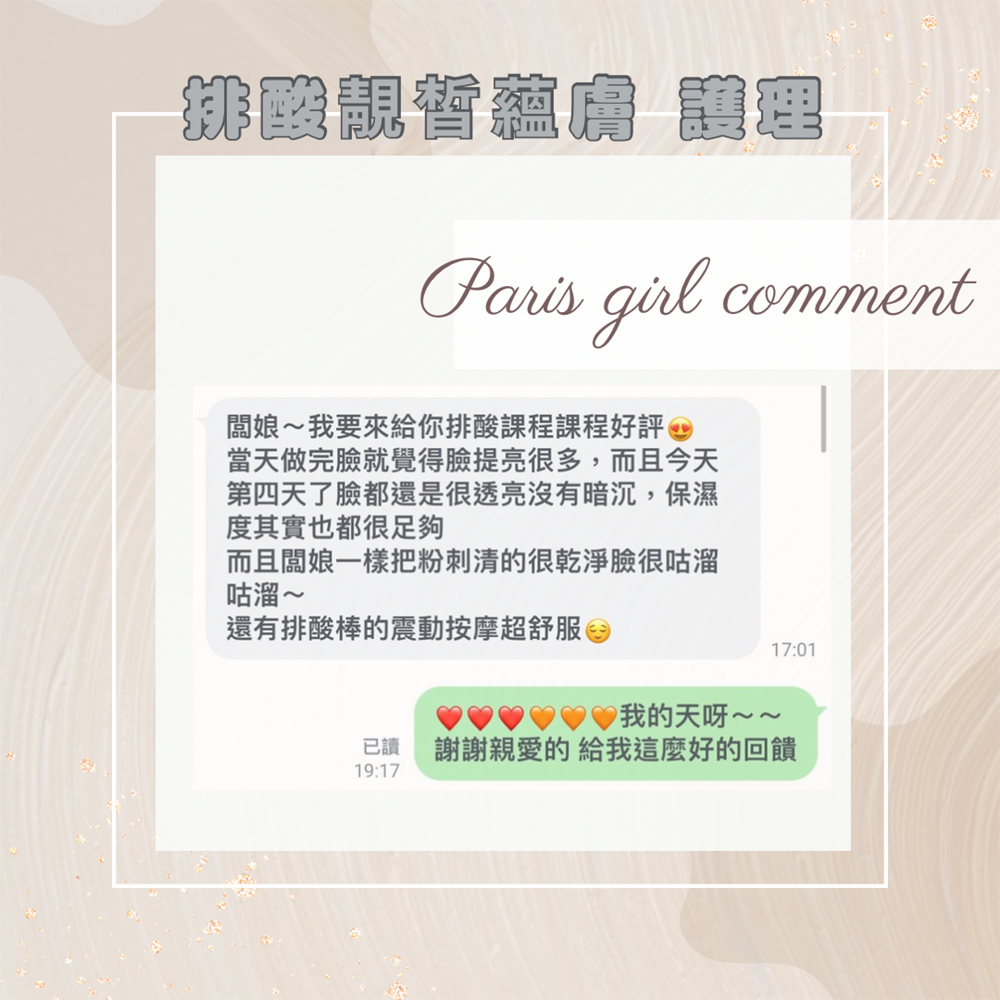 排酸靚皙蘊膚 護理
Paris girl comment
闆娘～我要來給你排酸課程課程好評😍
當天做完臉就覺得臉提亮很多，而且今天
第四天了臉都還是很透亮沒有暗沉，保濕
度其實也都很足夠
而且闆娘一樣把粉刺清的很乾淨臉很咕溜
咕溜～
還有排酸棒的震動按摩超舒服😌
17:01
❤️❤️❤️🧡🧡🧡我的天呀～～
謝謝親愛的 給我這麼好的回饋
已讀
19:17